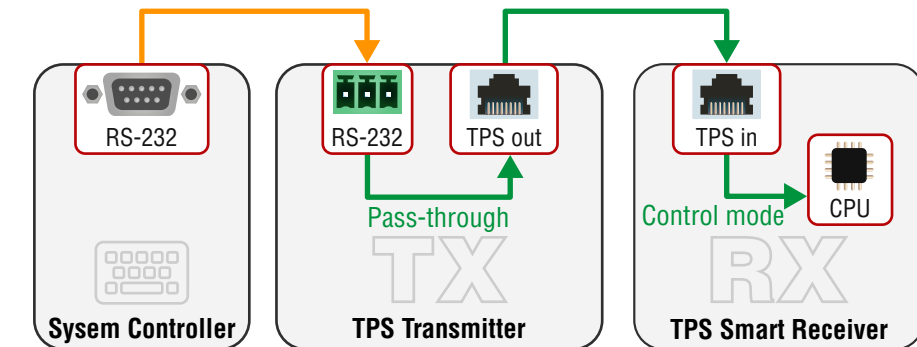 RS-232
RS-232
TPS out
TPS in
CPU
Pass-through
Control mode
TX
RX
Sysem Controller
TPS Transmitter
TPS Smart Receiver